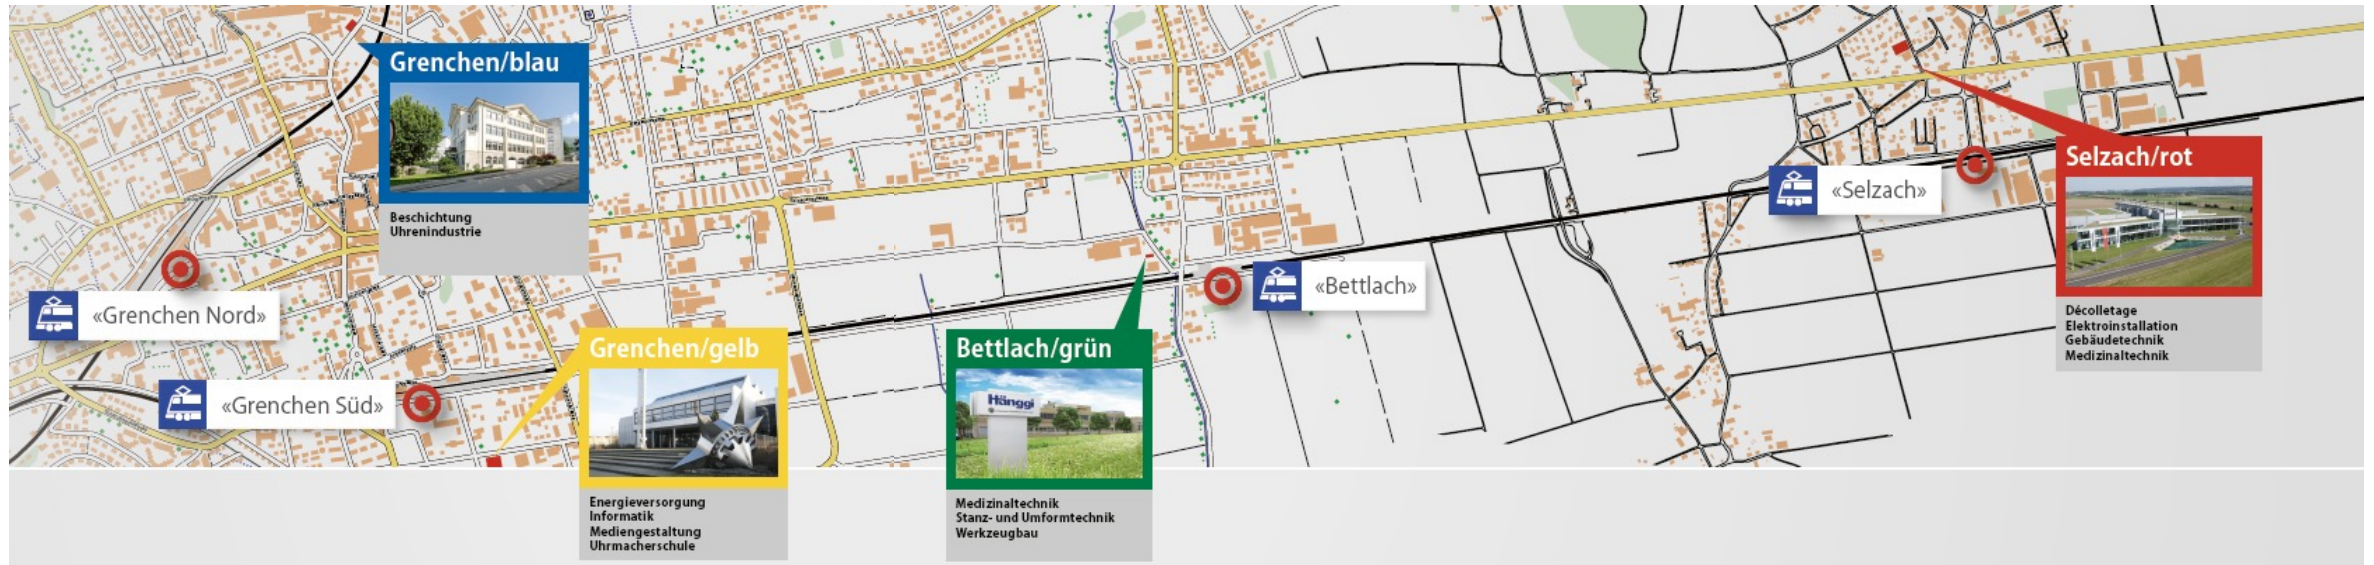 Grenchen/blau
Beschichtung
Uhrenindustrie
«Grenchen Nord»
«Grenchen Süd»
Grenchen/gelb
Energieversorgung
Informatik
Mediengestaltung
Uhrmacherschule
Bettlach/grün
Hänggi
Medizinaltechnik
Stanz- und Umformtechnik
Werkzeugbau
«Bettlach»
«Selzach»
Selzach/rot
Décolletage
Elektroinstallation
Gebäudetechnik
Medizinaltechnik